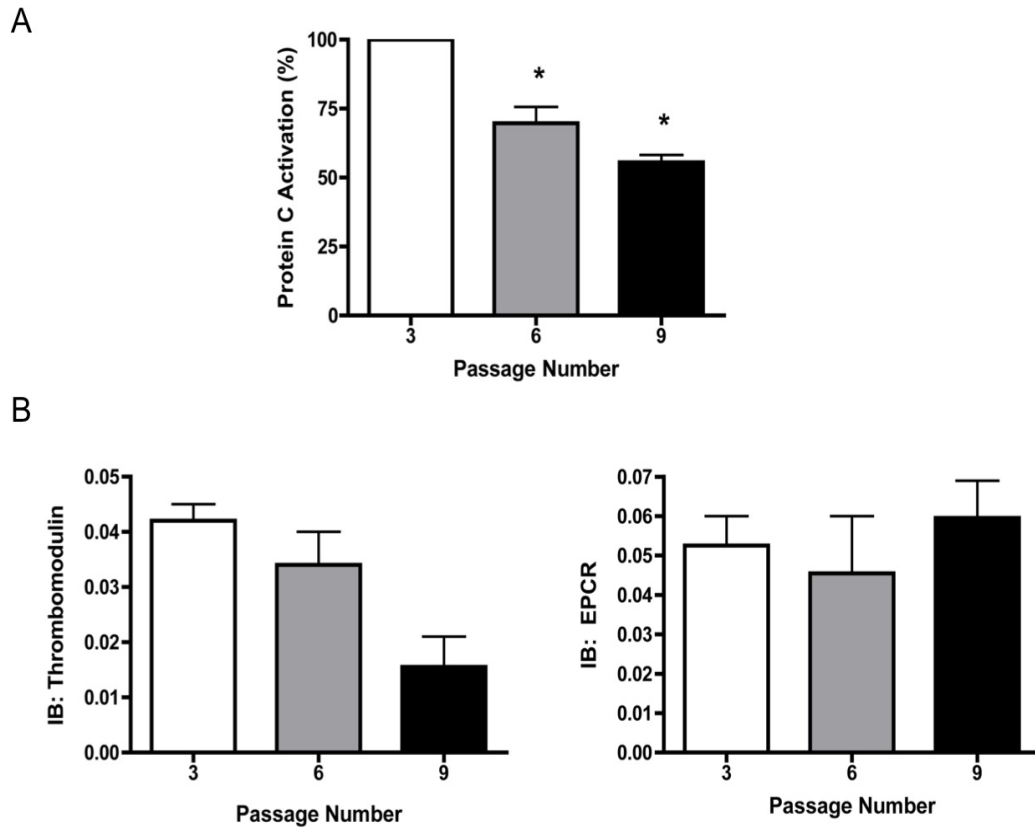 A
Protein C Activation (%)
100
75
50
25
0
*
*
3 6 9
Passage Number
B
IB: Thrombomodulin
0.05
0.04
0.03
0.02
0.01
0.00
3 6 9
Passage Number
IB: EPCR
0.07
0.06
0.05
0.04
0.03
0.02
0.01
0.00
3 6 9
Passage Number